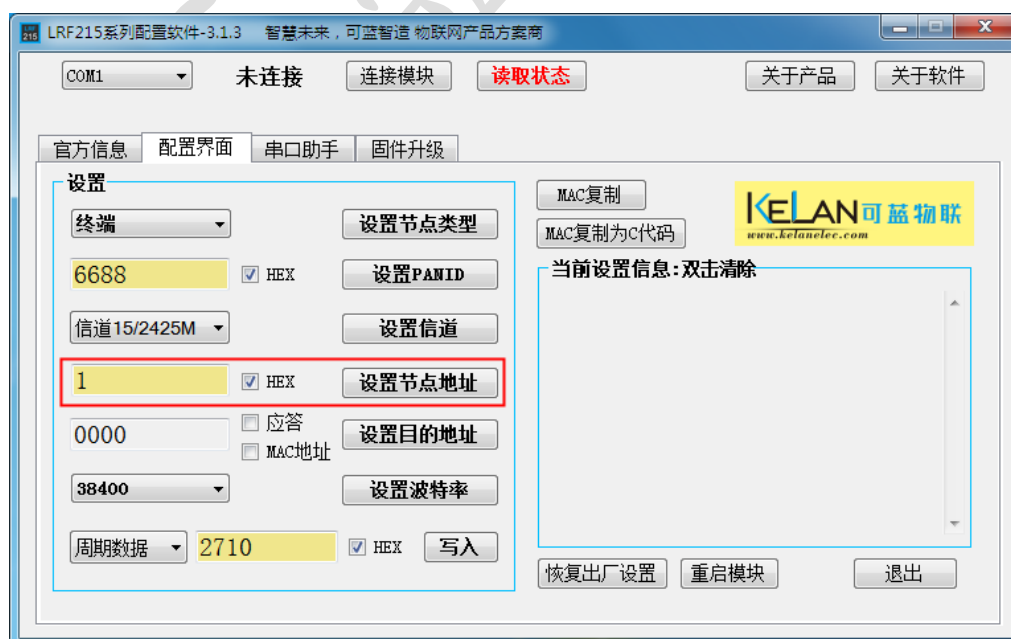 LRF215系列配置软件-3.1.3 智慧未来，可蓝智造 物联网产品方案商
COM1 未连接 连接模块 读取状态 关于产品 关于软件
官方信息 配置界面 串口助手 固件升级
设置
终端 设置节点类型
6688 HEX 设置PANID
信道15/2425M 设置信道
1 HEX 设置节点地址
0000 应答 MAC地址 设置目的地址
38400 设置波特率
周期数据 2710 HEX 写入
MAC复制
MAC复制为C代码
KELAN可蓝物联
www.kelanelec.com
当前设置信息:双击清除
恢复出厂设置 重启模块 退出